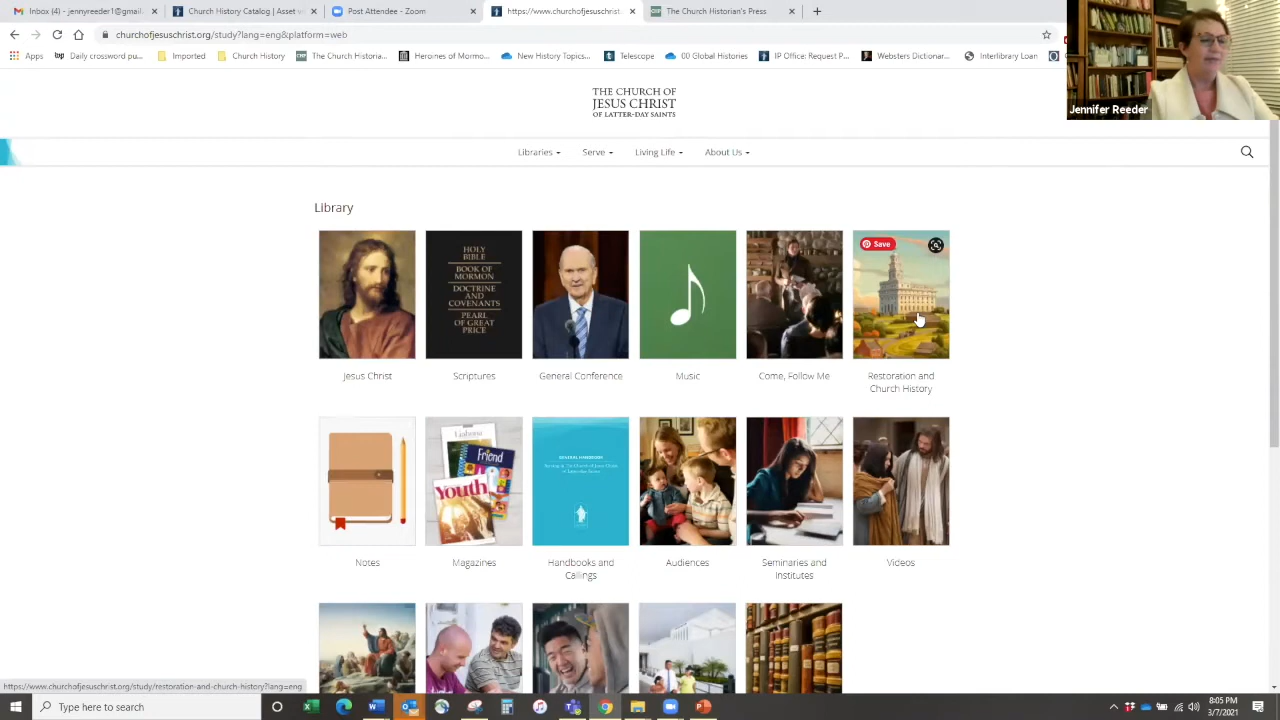 Inbox (4) - jennyreeder1@gmail.
Church History Catalog | Asset v
Post Attendee - Zoom
https://www.churchofjesuschrist.
The Church Historian's Press
churchofjesuschrist.org/study?lang=eng&platform=web
Apps
Daily crossword pu...
Imported
Church History
The Church Histori...
Heroines of Mormo...
New History Topics...
Telescope
00 Global Histories
IP Office Request P...
Websters Dictionar...
Interlibrary Loan
Jennifer Reeder
THE CHURCH OF
JESUS CHRIST
OF LATTER-DAY SAINTS
Libraries
Serve
Living Life
About Us
Library
HOLY
BIBLE
BOOK OF
MORMON
DOCTRINE
AND
COVENANTS
PEARL
OF GREAT
PRICE
Save
Jesus Christ
Scriptures
General Conference
Music
Come, Follow Me
Restoration and
Church History
Liahona
Friend
Youth
GENERAL HANDBOOK
Notes
Magazines
Handbooks and
Callings
Audiences
Seminaries and
Institutes
Videos
https://www.churchofjesuschrist.org/study/restoration-and-church-history?lang=eng
Type here to search
8:05 PM
3/7/2021